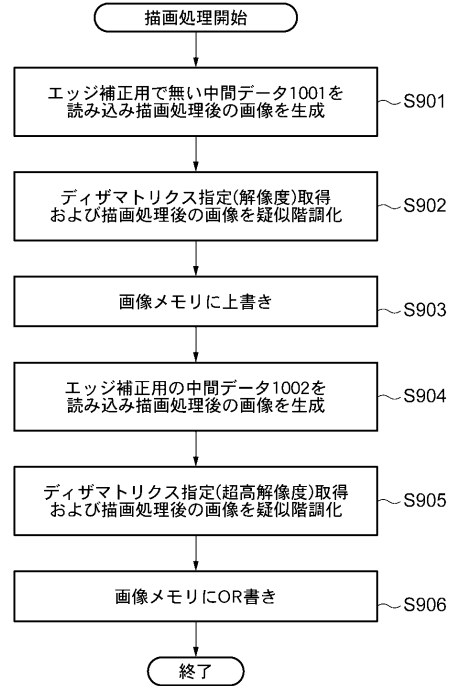 描画処理開始
エッジ補正用で無い中間データ1001を
読み込み描画処理後の画像を生成
S901
ディザマトリクス指定(解像度)取得
および描画処理後の画像を疑似階調化
S902
画像メモリに上書き
S903
エッジ補正用の中間データ1002を
読み込み描画処理後の画像を生成
S904
ディザマトリクス指定(超高解像度)取得
および描画処理後の画像を疑似階調化
S905
画像メモリにOR書き
S906
終了